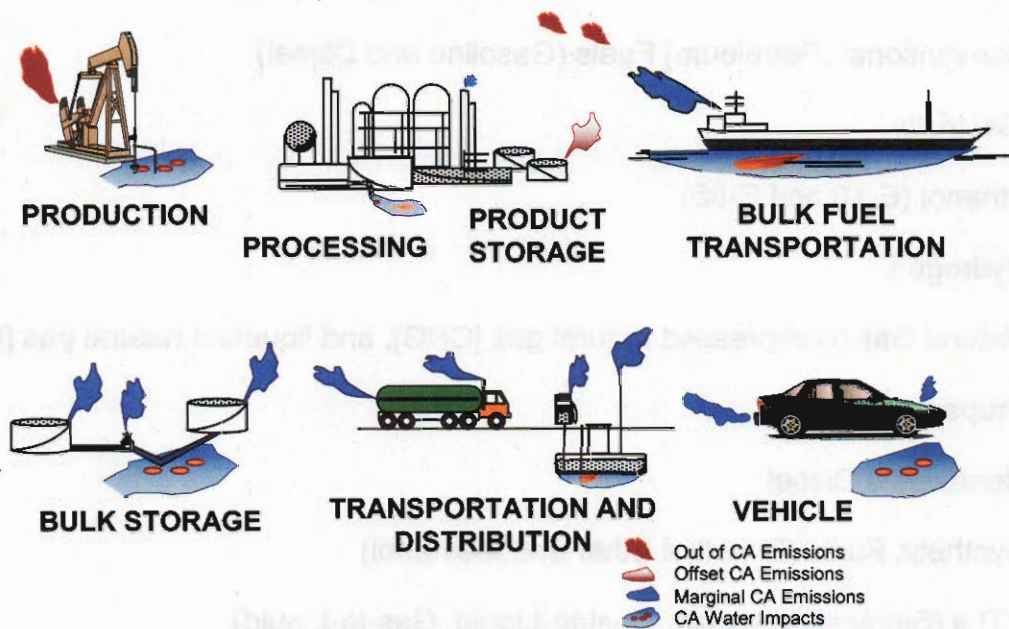 PRODUCTION
PROCESSING
PRODUCT
STORAGE
BULK FUEL
TRANSPORTATION
BULK STORAGE
TRANSPORTATION AND
DISTRIBUTION
VEHICLE
Out of CA Emissions
Offset CA Emissions
Marginal CA Emissions
CA Water Impacts